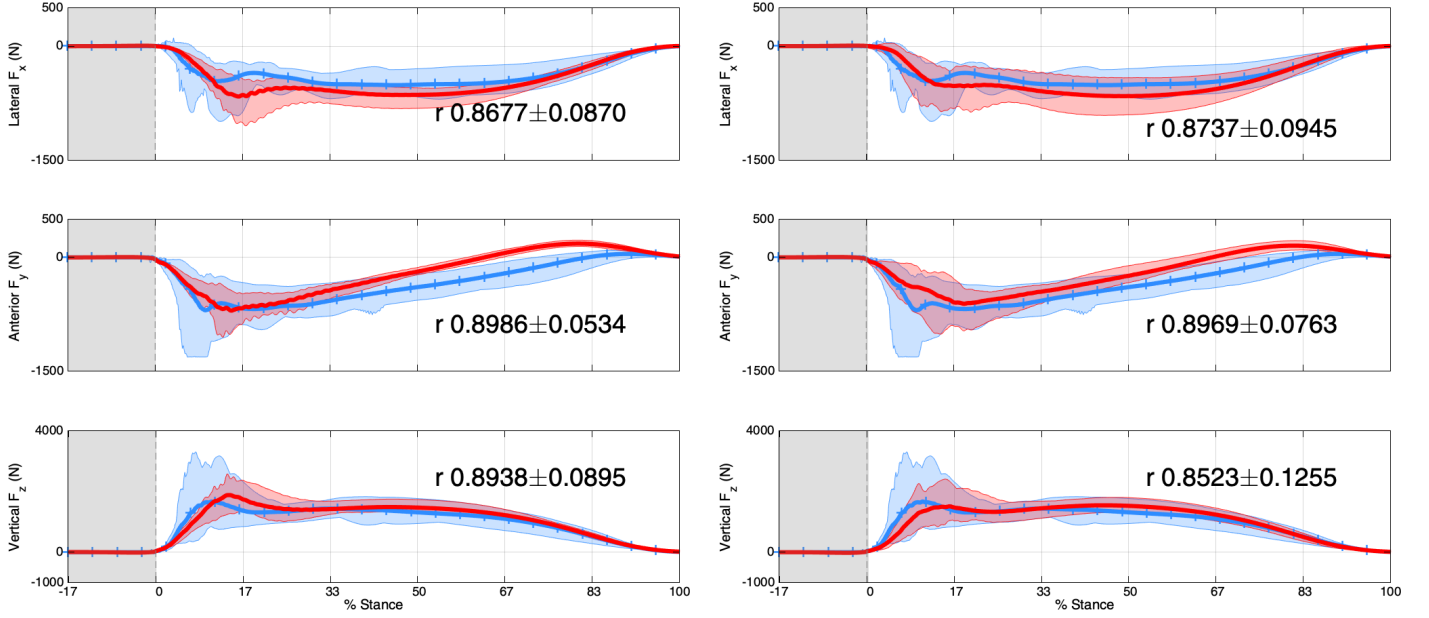 500
0
-1500
Lateral F x (N)
r 0.8677±0.0870
500
0
-1500
Lateral F x (N)
r 0.8737±0.0945
500
0
-1500
Anterior F y (N)
r 0.8986±0.0534
500
0
-1500
Anterior F y (N)
r 0.8969±0.0763
4000
0
-1000
Vertical F z (N)
r 0.8938±0.0895
-17 0 17 33 50 67 83 100
% Stance
4000
0
-1000
Vertical F z (N)
r 0.8523±0.1255
-17 0 17 33 50 67 83 100
% Stance